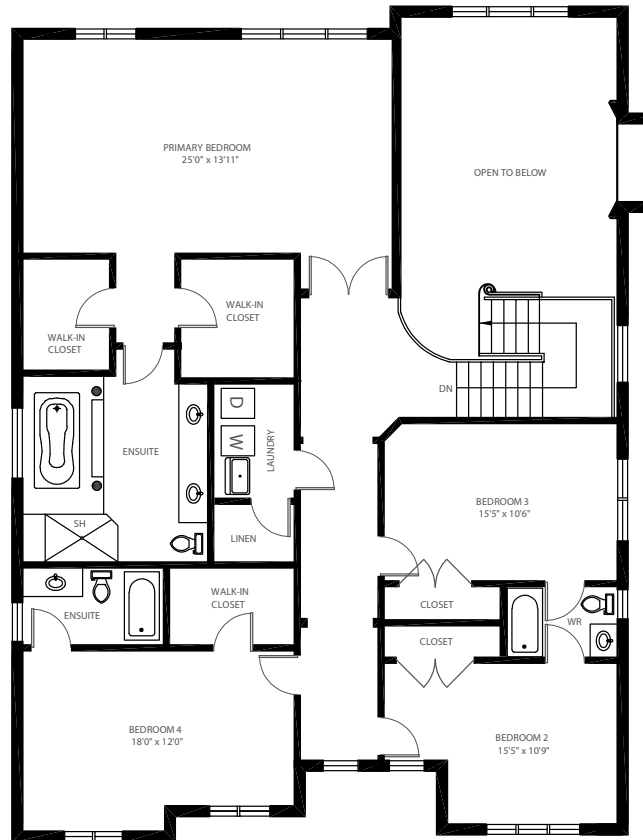 PRIMARY BEDROOM
25'0" x 13'11"
OPEN TO BELOW
WALK-IN
CLOSET
WALK-IN
CLOSET
DN
D
W
LAUNDRY
ENSUITE
BEDROOM 3
15'5" x 10'6"
SH
LINEN
WALK-IN
CLOSET
ENSUITE
CLOSET
WR
CLOSET
BEDROOM 4
18'0" x 12'0"
BEDROOM 2
15'5" x 10'9"